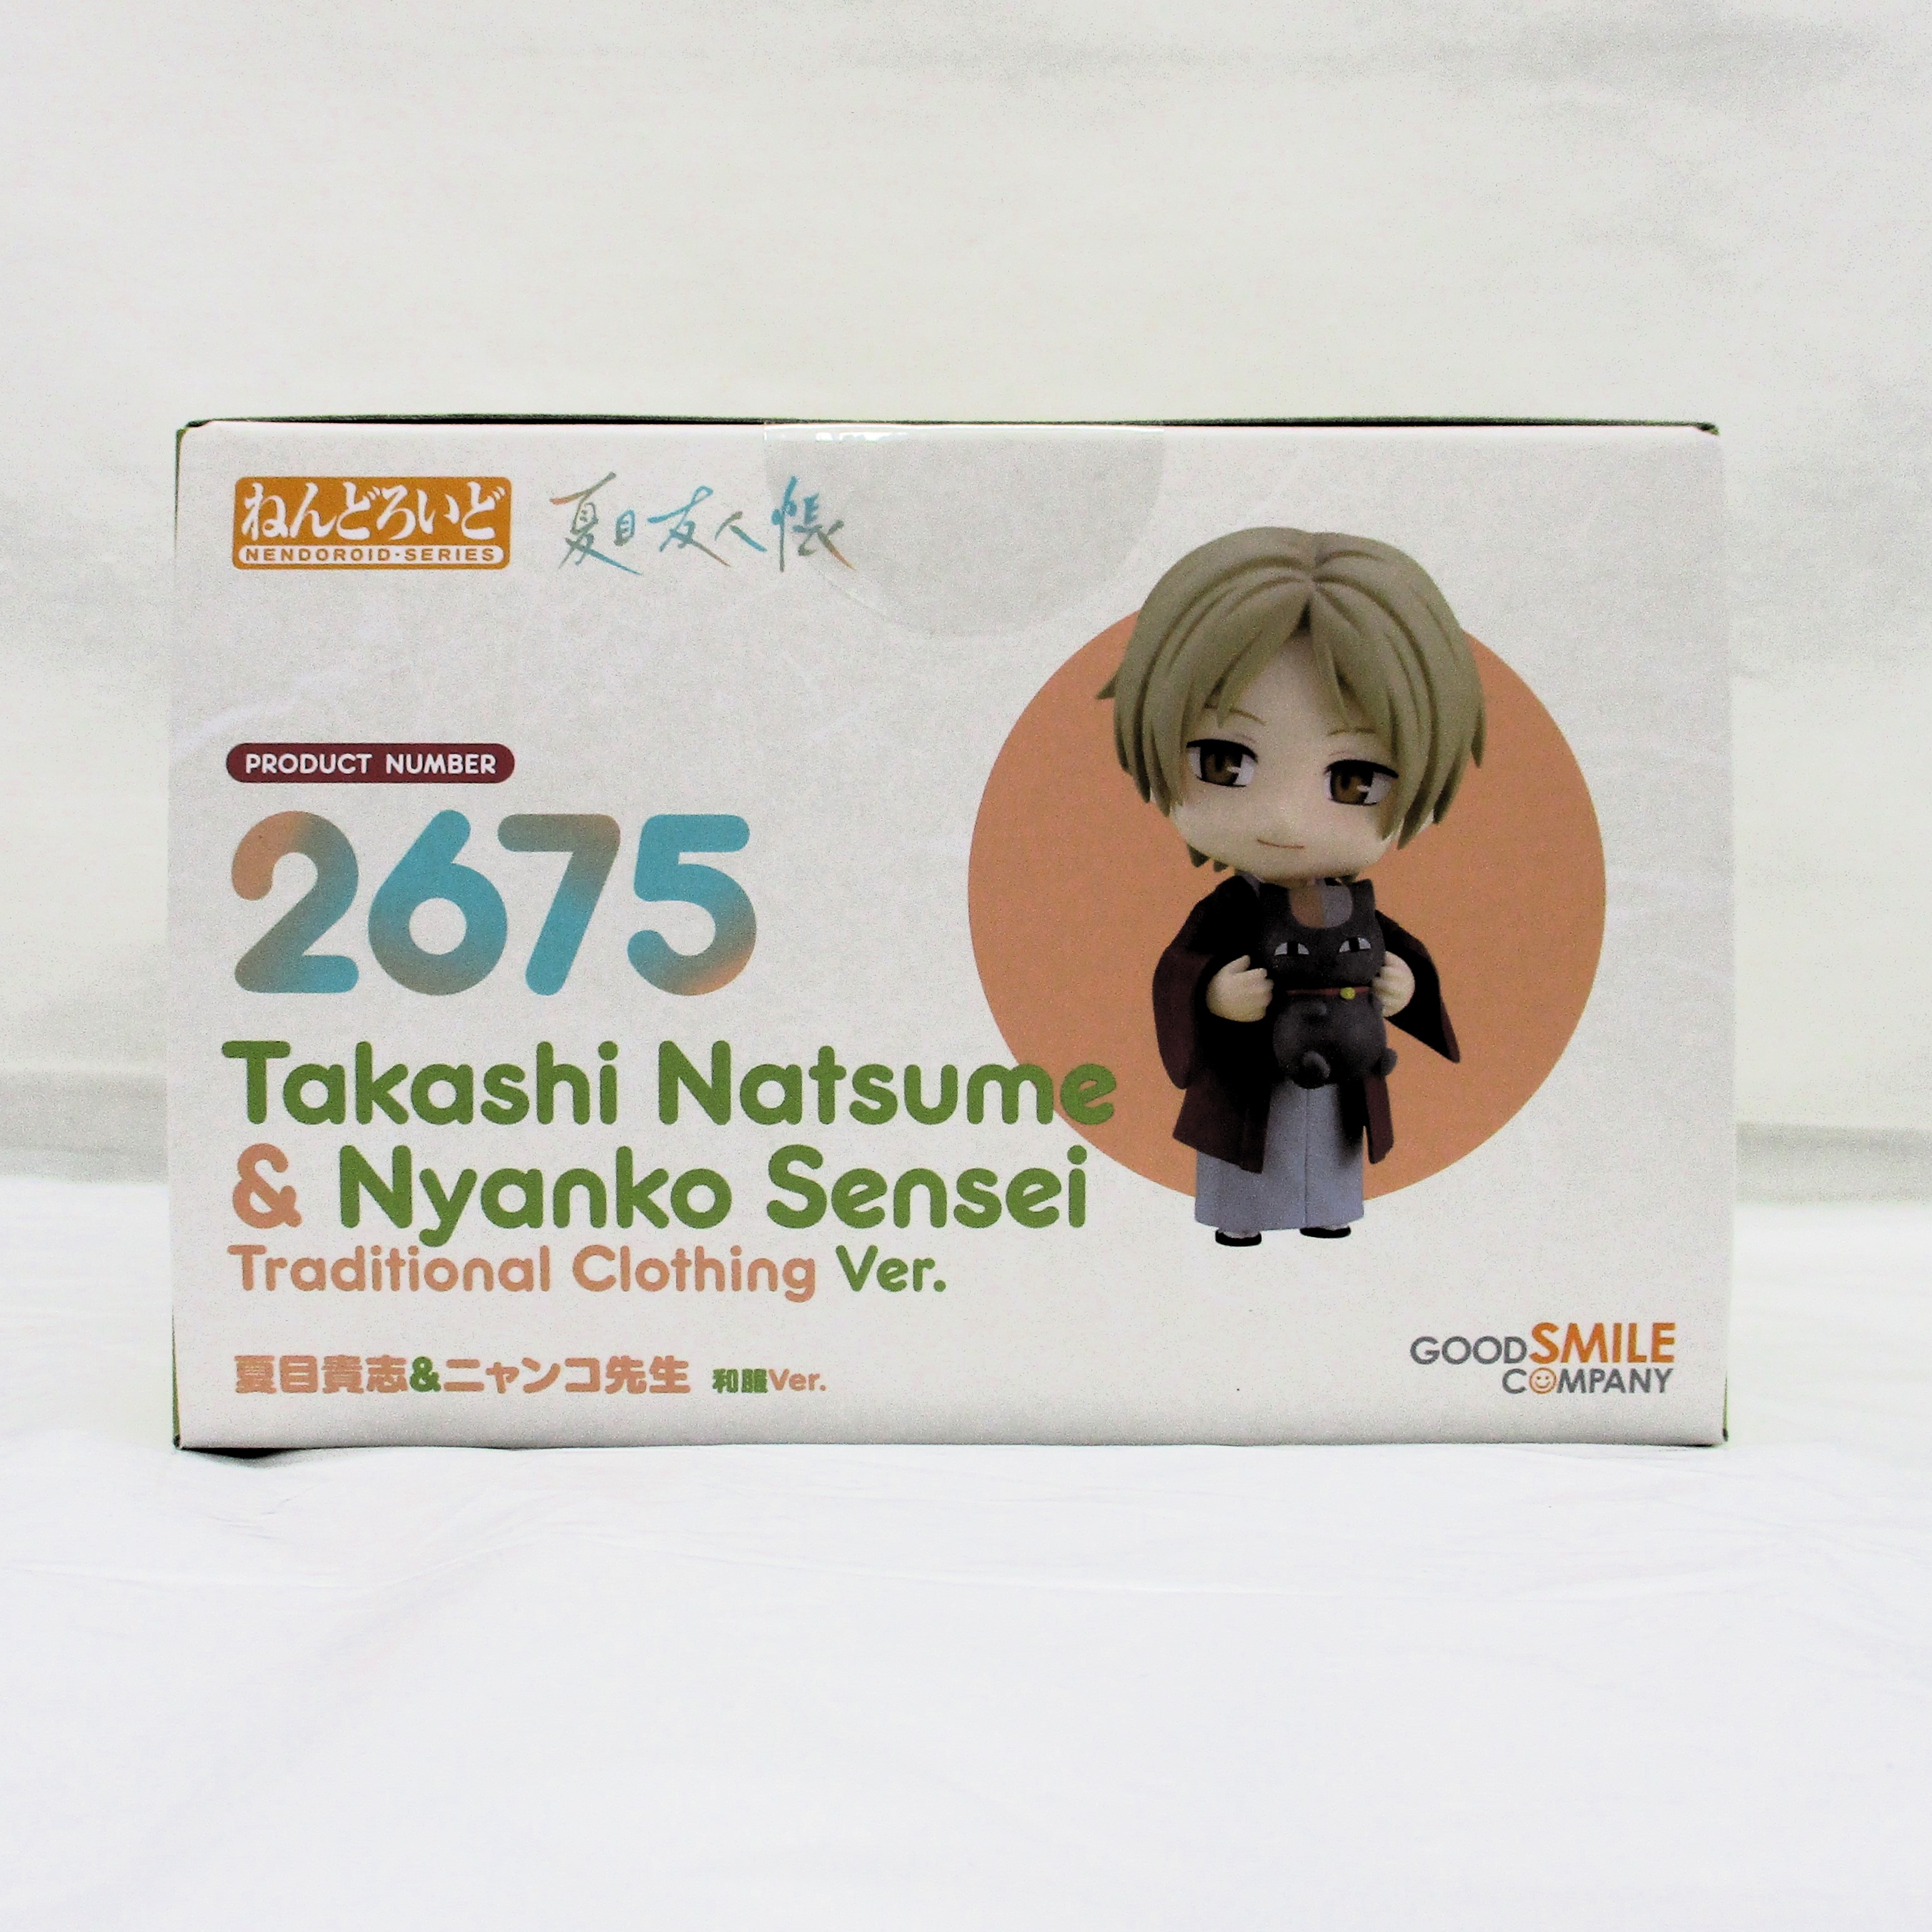 ねんどろいど
NENDOROID·SERIES
夏目友人帳
PRODUCT NUMBER
2675
Takashi Natsume
& Nyanko Sensei
Traditional Clothing Ver.
夏目貴志&ニャンコ先生 和服Ver.
GOOD SMILE
COMPANY